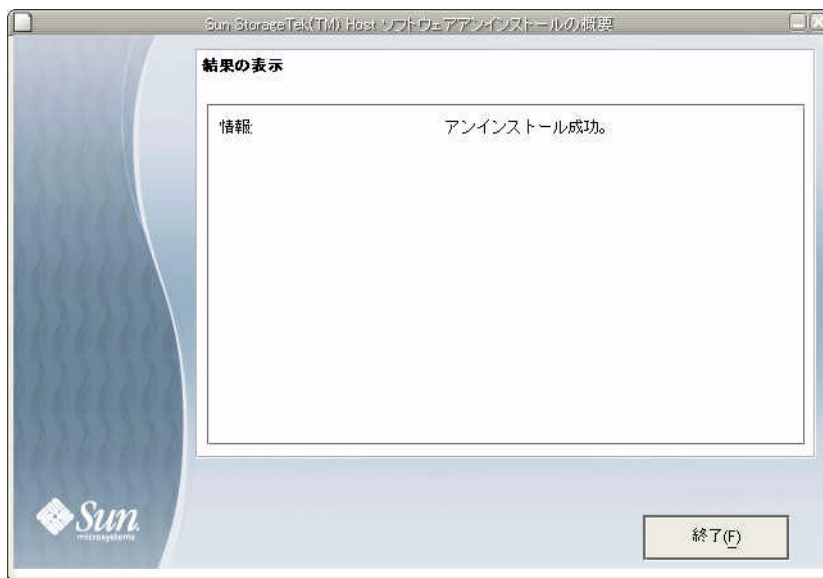 Sun StorageTek(TM) Host ソフトウェアアンインストールの概要
結果の表示
情報: アンインストール成功。
Sun
microsystems
終了(F)